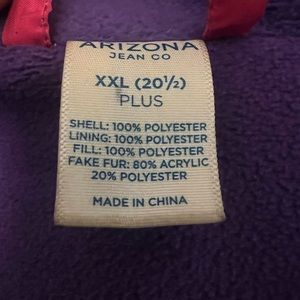 ARIZONA
JEAN CO
XXL (20½)
PLUS
SHELL: 100% POLYESTER
LINING: 100% POLYESTER
FILL: 100% POLYESTER
FAKE FUR: 80% ACRYLIC
20% POLYESTER
MADE IN CHINA